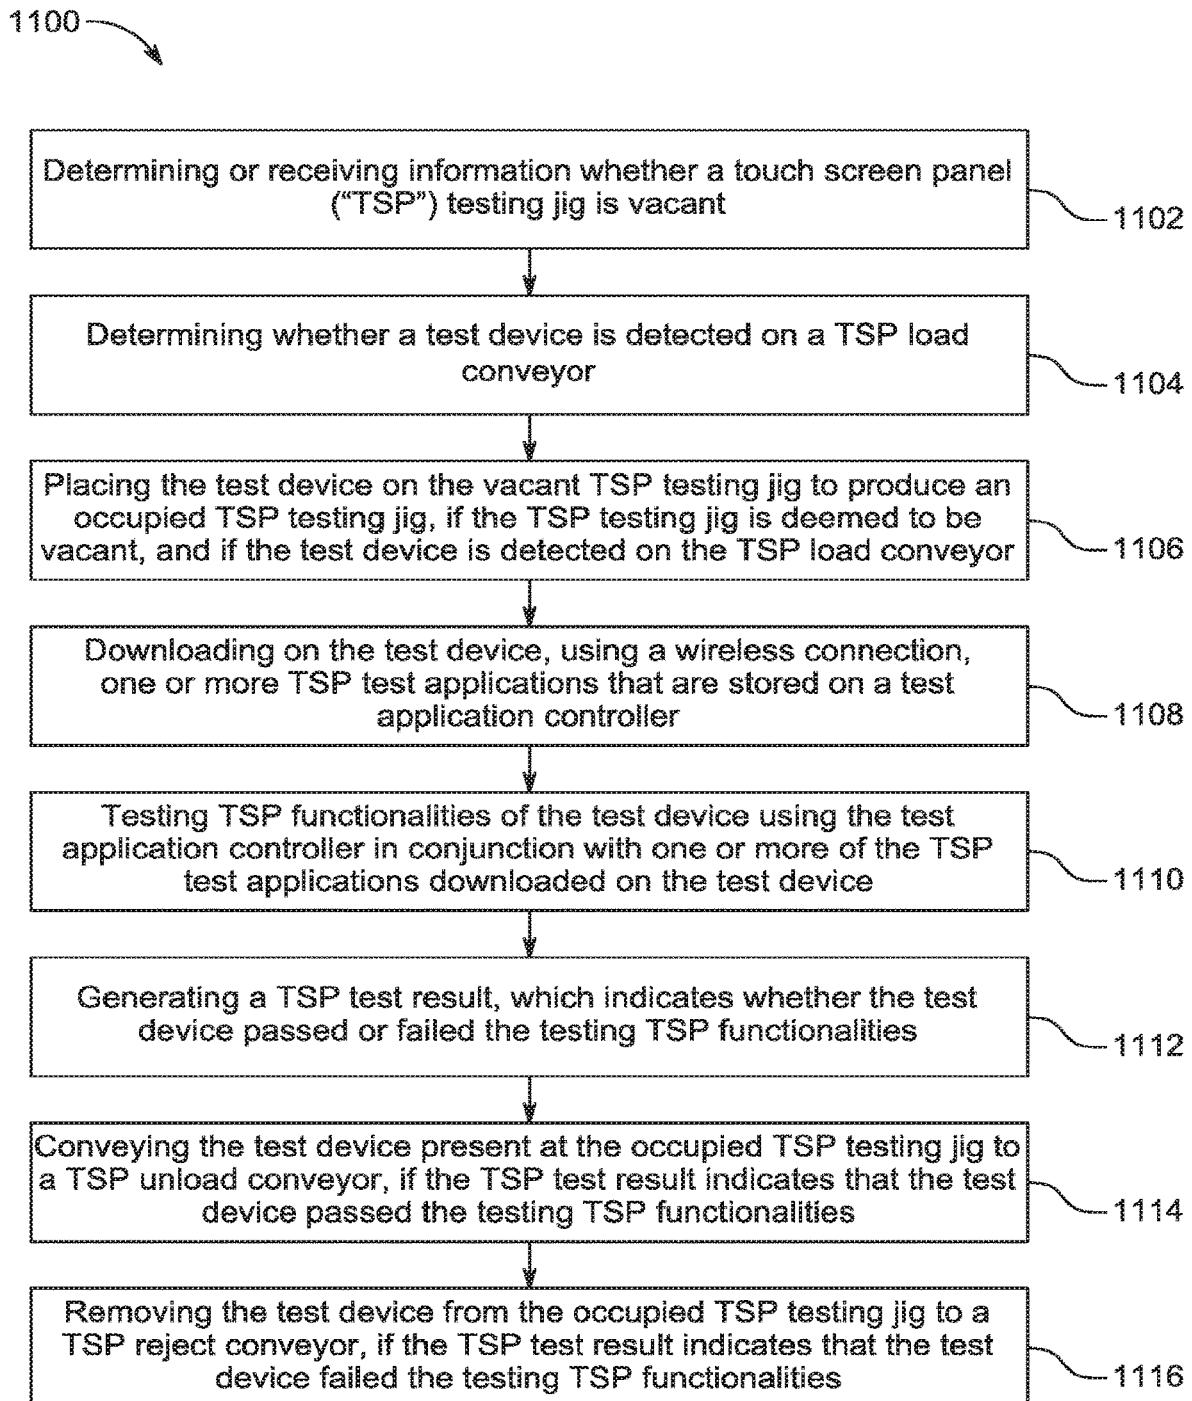 1100
Determining or receiving information whether a touch screen panel
(“TSP”) testing jig is vacant
1102
Determining whether a test device is detected on a TSP load
conveyor
1104
Placing the test device on the vacant TSP testing jig to produce an
occupied TSP testing jig, if the TSP testing jig is deemed to be
vacant, and if the test device is detected on the TSP load conveyor
1106
Downloading on the test device, using a wireless connection,
one or more TSP test applications that are stored on a test
application controller
1108
Testing TSP functionalities of the test device using the test
application controller in conjunction with one or more of the TSP
test applications downloaded on the test device
1110
Generating a TSP test result, which indicates whether the test
device passed or failed the testing TSP functionalities
1112
Conveying the test device present at the occupied TSP testing jig to
a TSP unload conveyor, if the TSP test result indicates that the test
device passed the testing TSP functionalities
1114
Removing the test device from the occupied TSP testing jig to a
TSP reject conveyor, if the TSP test result indicates that the test
device failed the testing TSP functionalities
1116